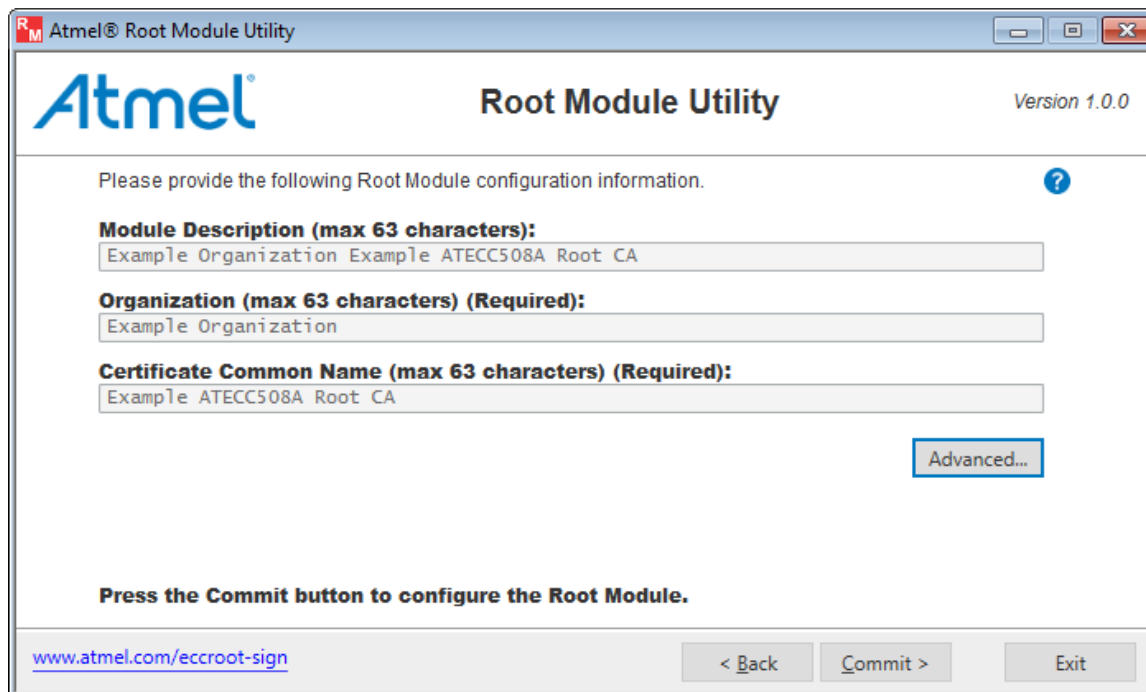 RM Atmel® Root Module Utility
Atmel® Root Module Utility Version 1.0.0
Please provide the following Root Module configuration information. ?
Module Description (max 63 characters):
Example Organization Example ATECC508A Root CA
Organization (max 63 characters) (Required):
Example Organization
Certificate Common Name (max 63 characters) (Required):
Example ATECC508A Root CA
Advanced...
Press the Commit button to configure the Root Module.
www.atmel.com/eccroot-sign < Back Commit > Exit